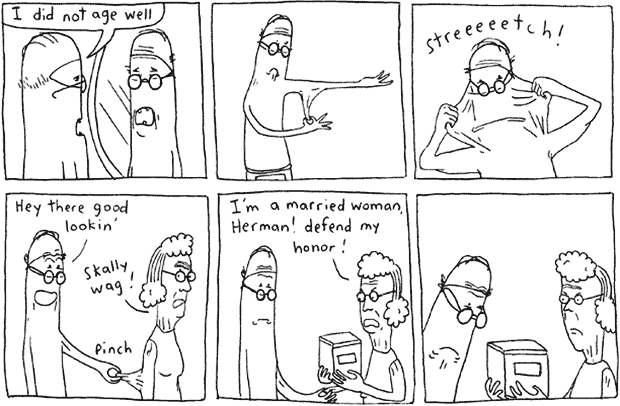 I did not age well
streeeeetch!
Hey there good
lookin'
Skally
wag!
Pinch
I'm a married woman,
Herman! defend my
honor!